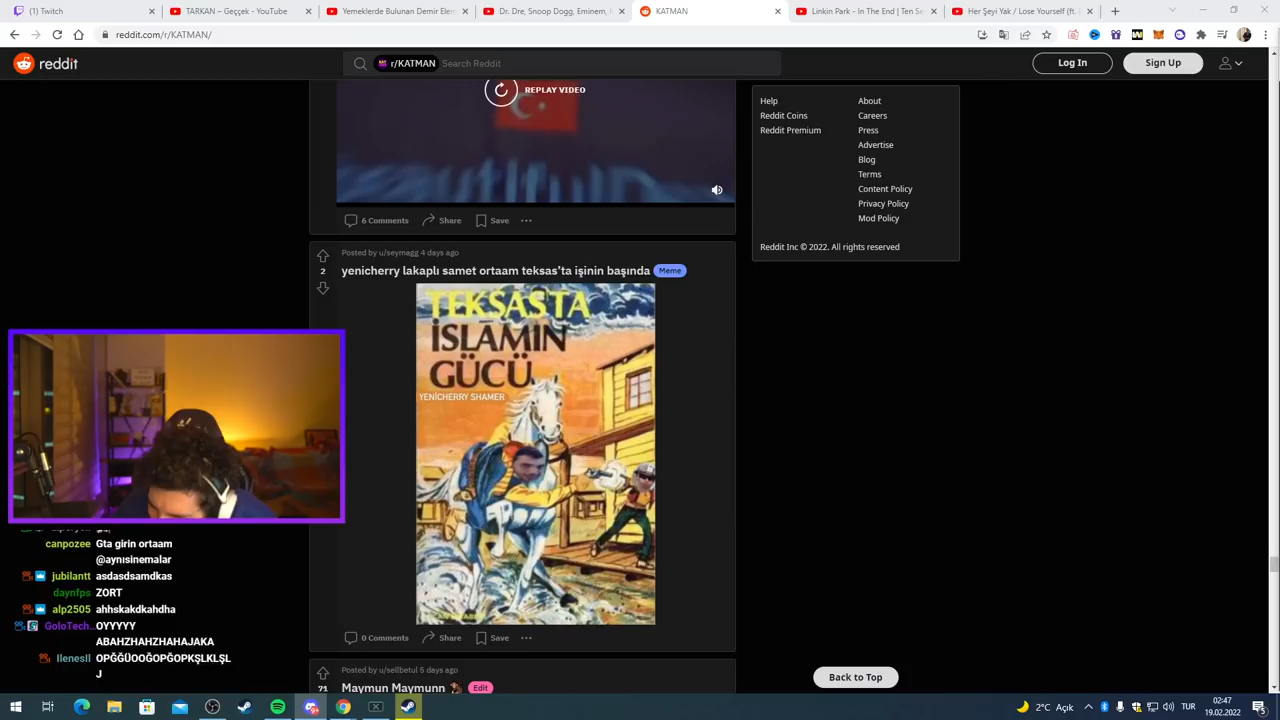 (1) Twitch
TARKAN – Geççek - YouTube
Yemeklerde Bulunan Demir Elem
Dr. Dre, Snoop Dogg, Eminem,
KATMAN
Linkin Park - In The End | Ten Se
Her Şeyi Yak / Lose Yourself (Mi
reddit.com/r/KATMAN/
reddit
r/KATMAN
Search Reddit
Log In
Sign Up
REPLAY VIDEO
6 Comments
Share
Save
Help
Reddit Coins
Reddit Premium
About
Careers
Press
Advertise
Blog
Terms
Content Policy
Privacy Policy
Mod Policy
Reddit Inc © 2022. All rights reserved
Posted by u/seymagg 4 days ago
2
yenicherry lakaplı samet ortaam teksas'ta işinin başında
Meme
TEKSASTA
İSLAMIN
GÜCÜ
YENİCHERRY SHAMER
0 Comments
Share
Save
Posted by u/sellbetul 5 days ago
71
Maymun Maymunn
Edit
Back to Top
canpozee Gta girin ortaam
@aynısinemalar
jubilantt asdasdsamdkas
daynfps ZORT
alp2505 ahhskakdkahdha
GoloTech... OYYYYY
ABAHZHAHZHAHAJAKA
Ilenesll OPĞĞÜOOĞOPĞOPKŞLKLŞL
J
2°C Açık
TUR
02:47
19.02.2022